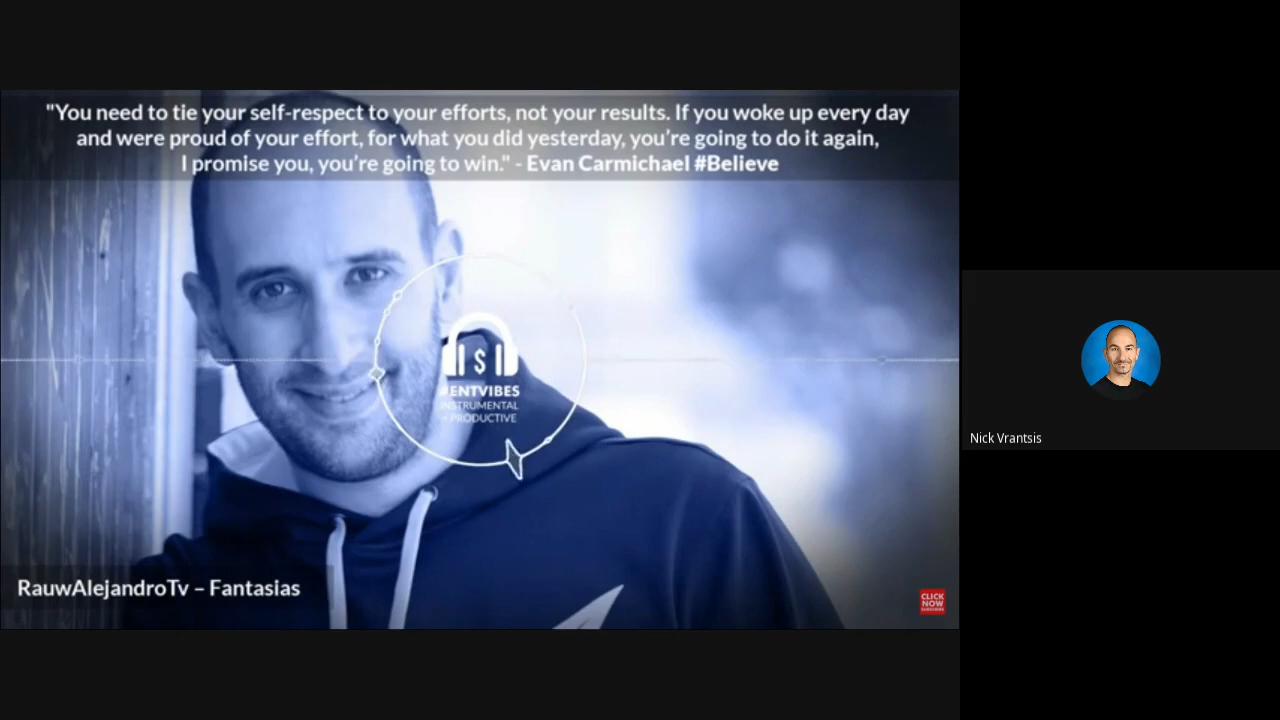 "You need to tie your self-respect to your efforts, not your results. If you woke up every day
and were proud of your effort, for what you did yesterday, you're going to do it again,
I promise you, you're going to win." - Evan Carmichael #Believe
$
#ENTVIBES
INSTRUMENTAL
PRODUCTIVE
Nick Vrantsis
RauwAlejandroTv – Fantasias
CLICK
NOW
SUBSCRIBE